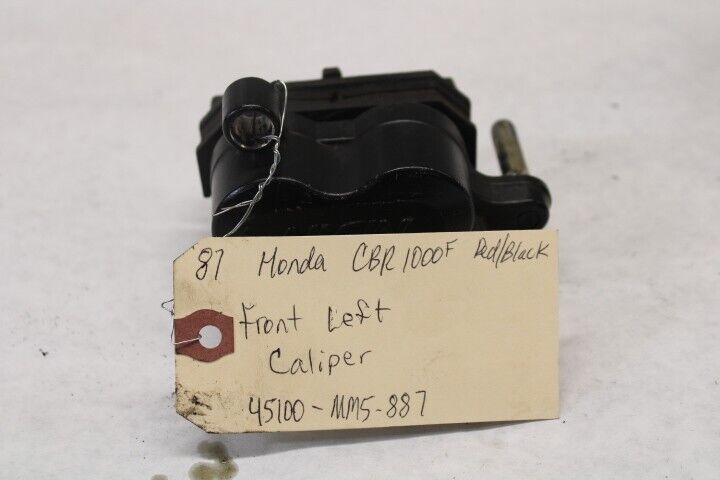 87 Honda CBR1000F Red/Black
Front Left
Caliper
45100-MM5-887